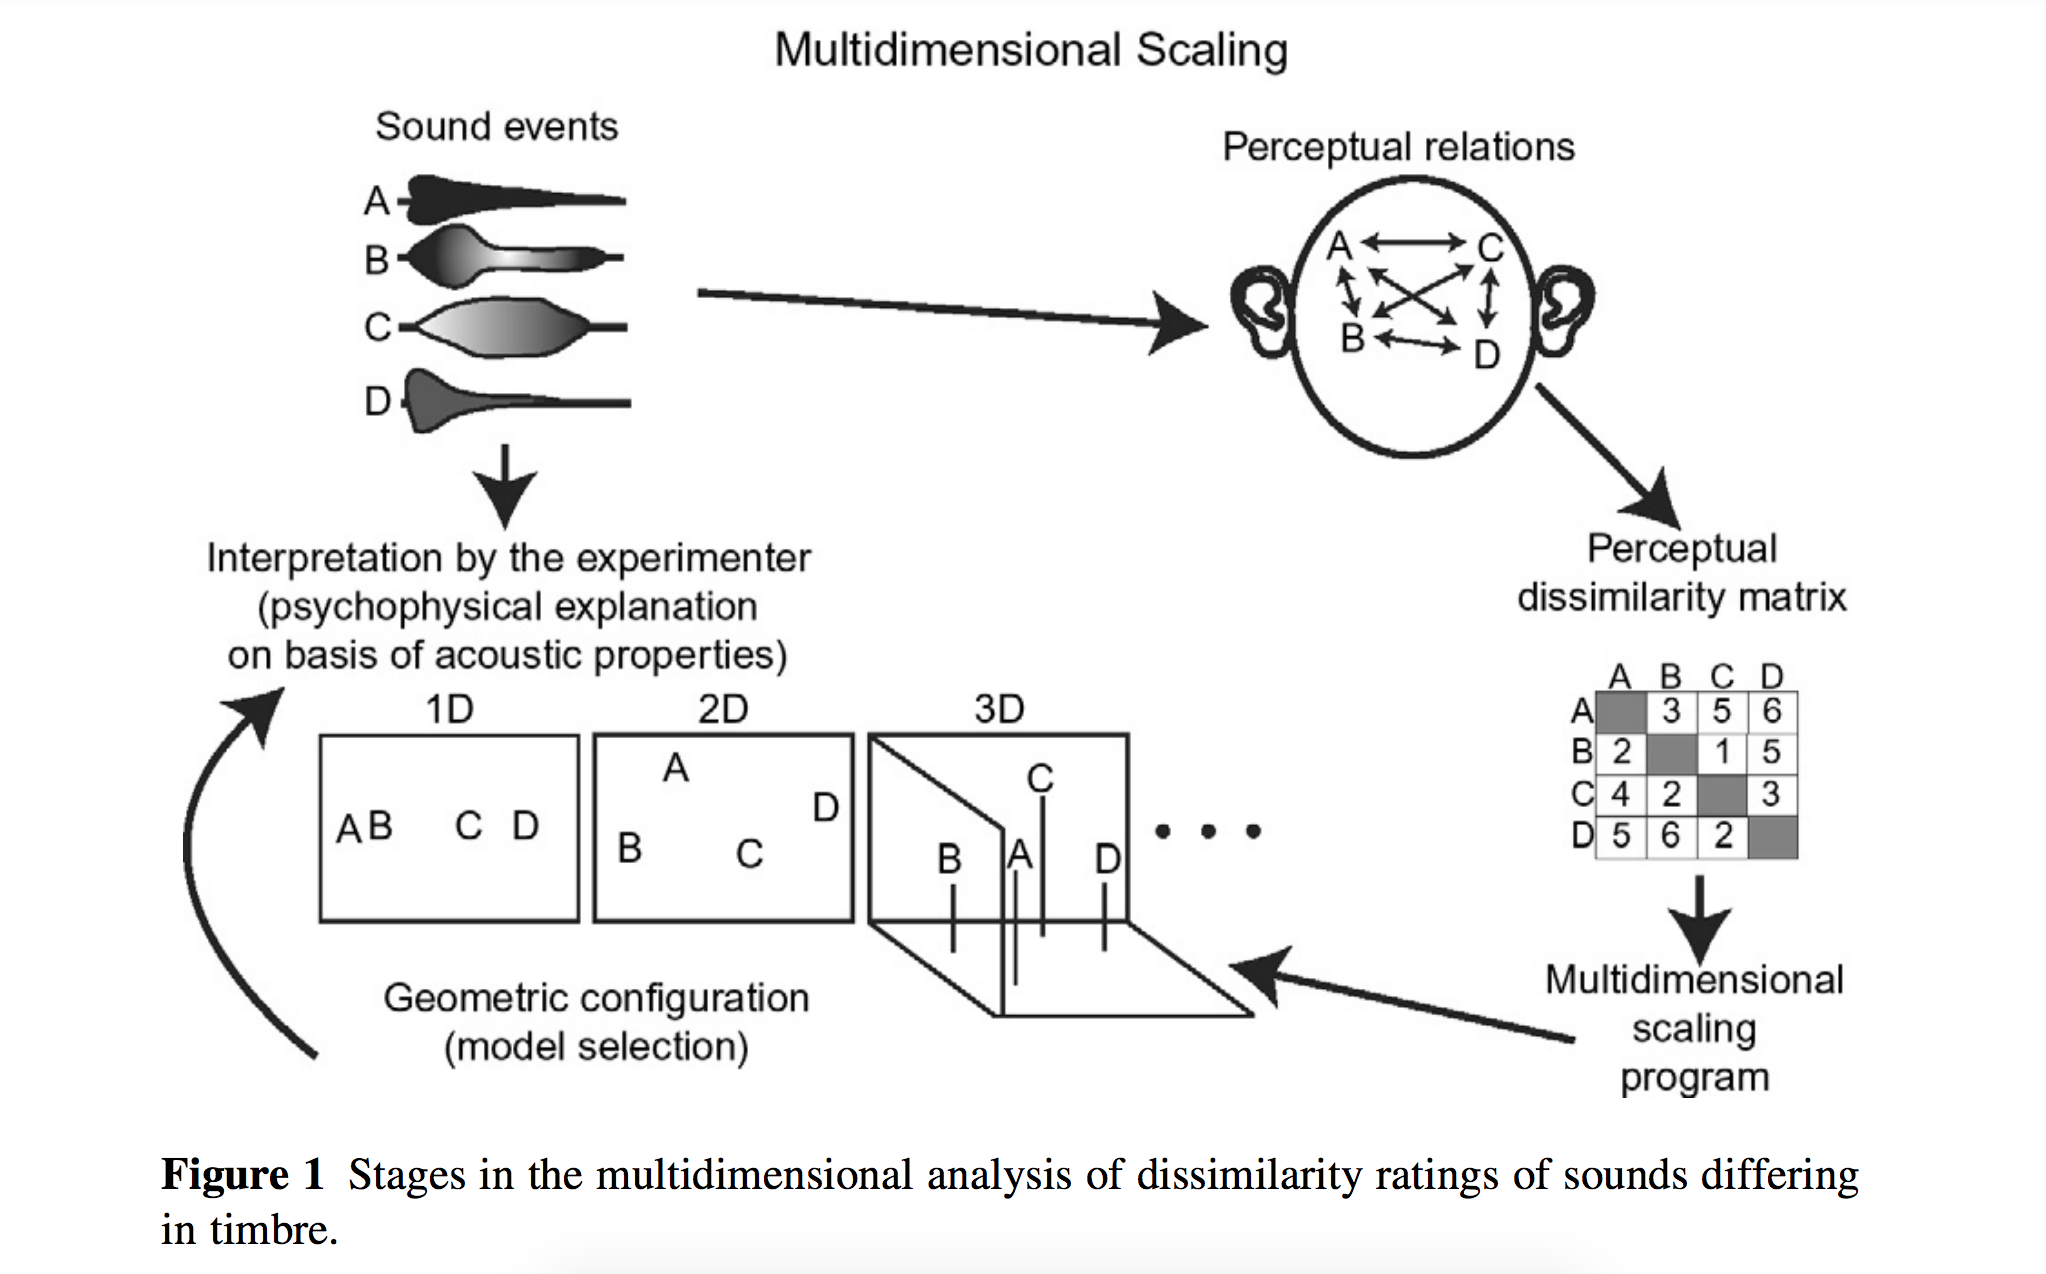 Multidimensional Scaling
Sound events
A
B
C
D
Perceptual relations
A C
B D
Interpretation by the experimenter
(psychophysical explanation
on basis of acoustic properties)
Perceptual
dissimilarity matrix
A B C D
A 3 5 6
B 2 1 5
C 4 2 3
D 5 6 2
Multidimensional
scaling
program
1D
A B C D
2D
A
D
B C
3D
C
B A D
Geometric configuration
(model selection)
Figure 1 Stages in the multidimensional analysis of dissimilarity ratings of sounds differing
in timbre.